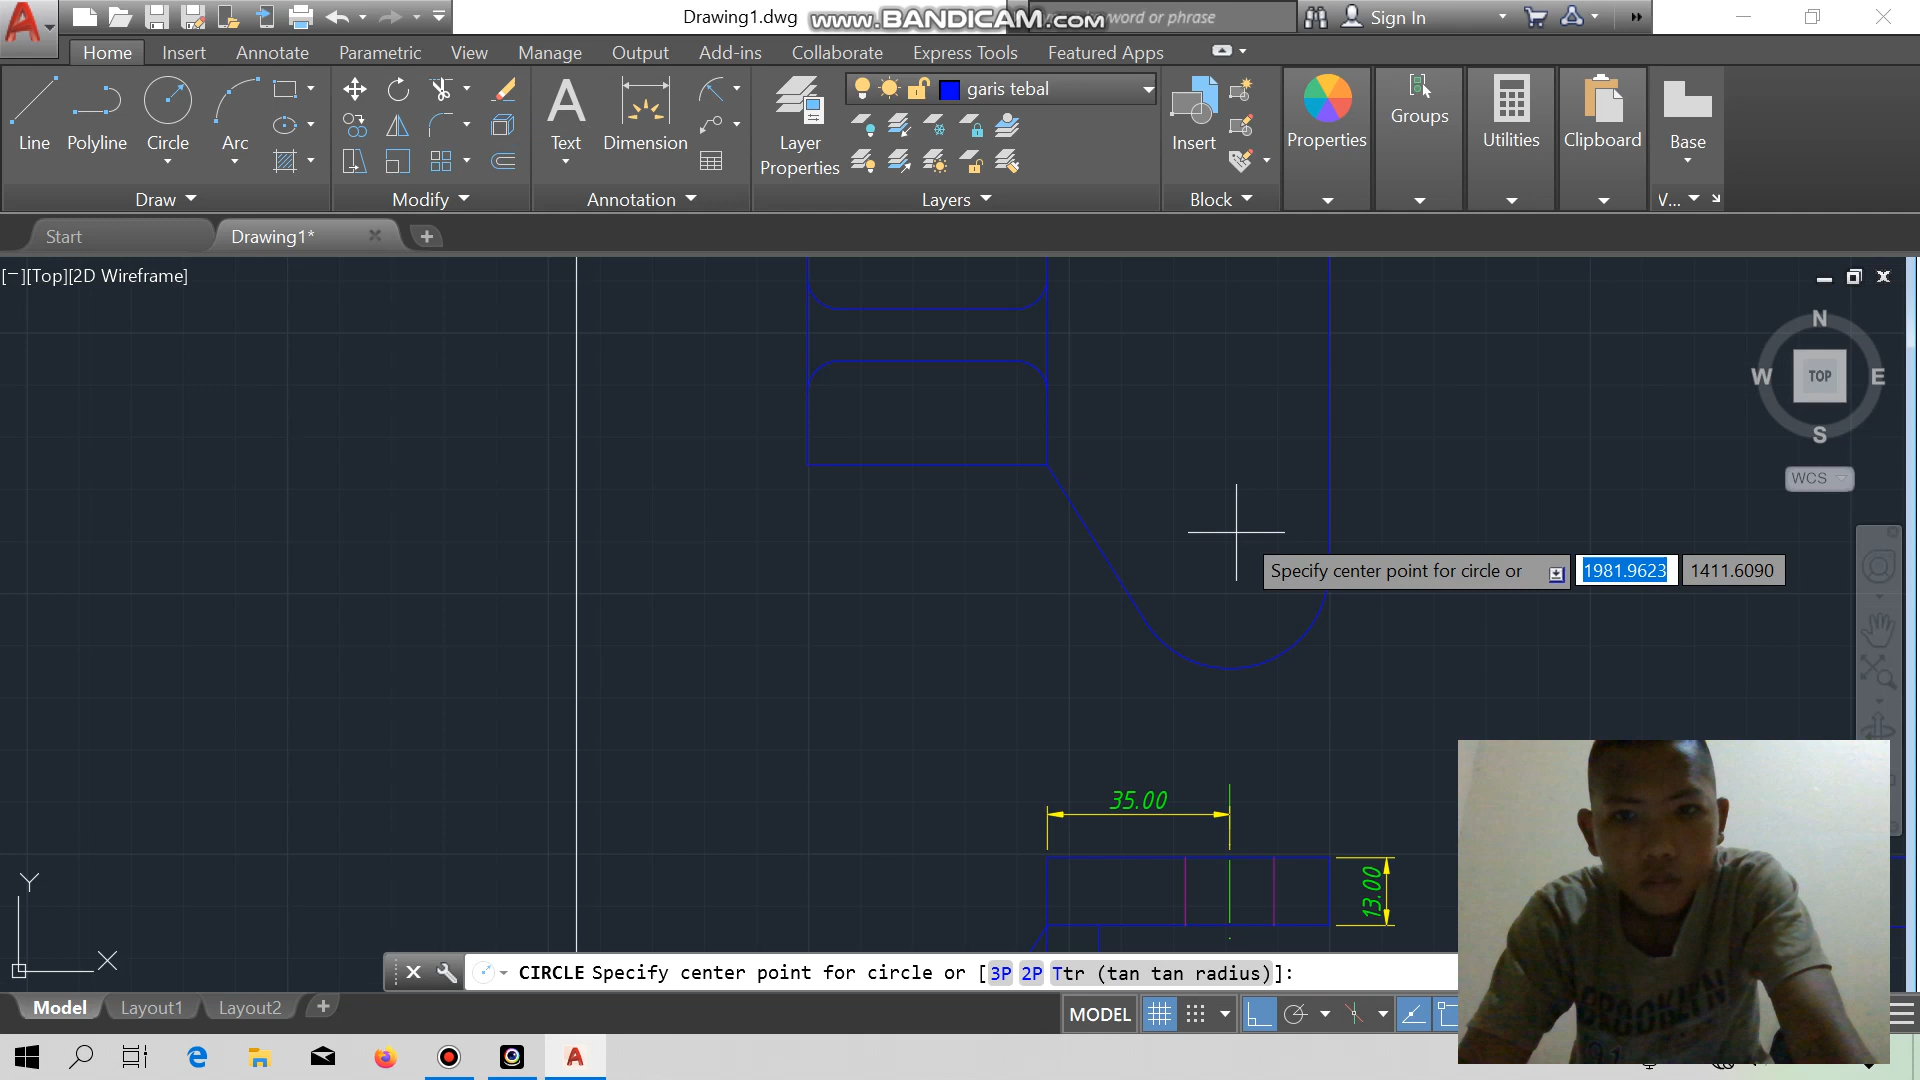 Drawing1.dwg
www.BANDICAM.com
keyword or phrase
Sign In
Home
Insert
Annotate
Parametric
View
Manage
Output
Add-ins
Collaborate
Express Tools
Featured Apps
garis tebal
Line
Polyline
Circle
Arc
Text
Dimension
Layer
Properties
Insert
Properties
Groups
Utilities
Clipboard
Base
Draw
Modify
Annotation
Layers
Block
V...
Start
Drawing1*
[−][Top][2D Wireframe]
N
W
TOP
E
S
WCS
Specify center point for circle or
1981.9623
1411.6090
35.00
13.00
Y
X
CIRCLE Specify center point for circle or [3P 2P Ttr (tan tan radius)]:
Model
Layout1
Layout2
MODEL
BROOKLYN